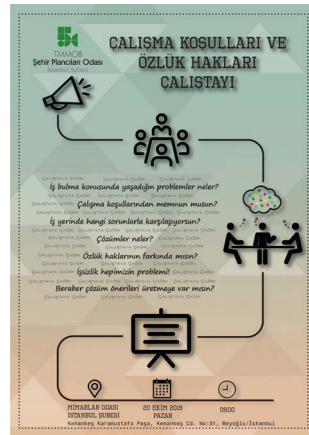 TMMOB
Şehir Plancıları Odası
İstanbul Şubesi
ÇALIŞMA KOŞULLARI VE
ÖZLÜK HAKLARI
ÇALIŞTAYI
İş bulma konusunda yaşadığın problemler neler?
Çalışma koşullarından memnun musun?
İş yerinde hangi sorunlarla karşılaşıyorsun?
Çözümler neler?
Özlük haklarının farkında mısın?
İşsizlik hepimizin problemi!
Beraber çözüm önerileri üretmeye var mısın?
MİMARLAR ODASI
İSTANBUL ŞUBESİ
20 EKİM 2019
PAZAR
09:00
Kemankeş Karamustafa Paşa, Kemankeş Cd. No:31, Beyoğlu/İstanbul